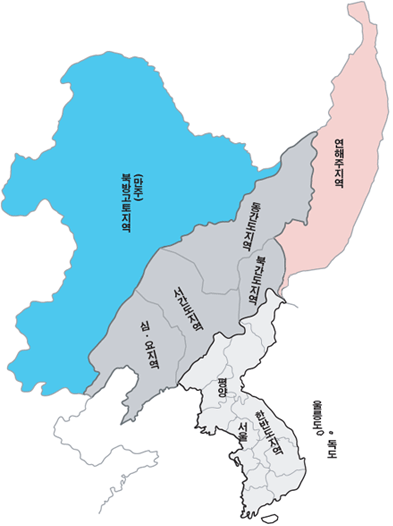 연해주지역
(만주)
북방고토지역
동간도지역
북간도지역
서간도지역
심·요지역
평양
한반도지역
서울
울릉도
독도